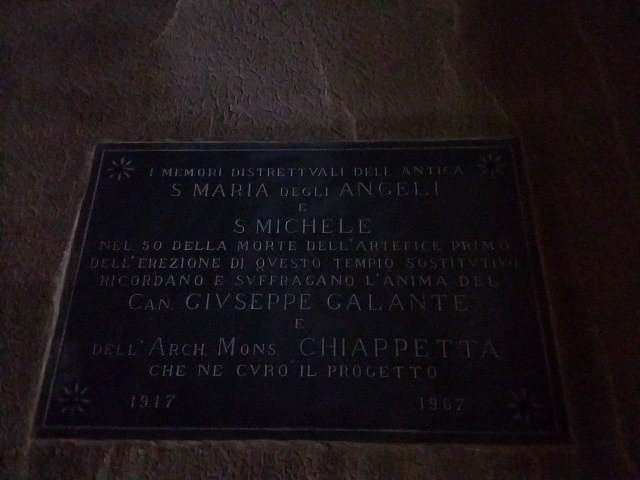 I MEMORI DISTRETTVALI DELL'ANTICA
S MARIA DEGLI ANGELI
E
S MICHELE
NEL 50 DELLA MORTE DELL'ARTEFICE PRIMO
DELL'EREZIONE DI QVESTO TEMPIO SOSTITVTIVO
RICORDANO E SVFFRAGANO L'ANIMA DEL
CAN. GIVSEPPE GALANTE
E
DELL'ARCH MONS. CHIAPPETTA
CHE NE CVRO IL PROGETTO
1917 1967